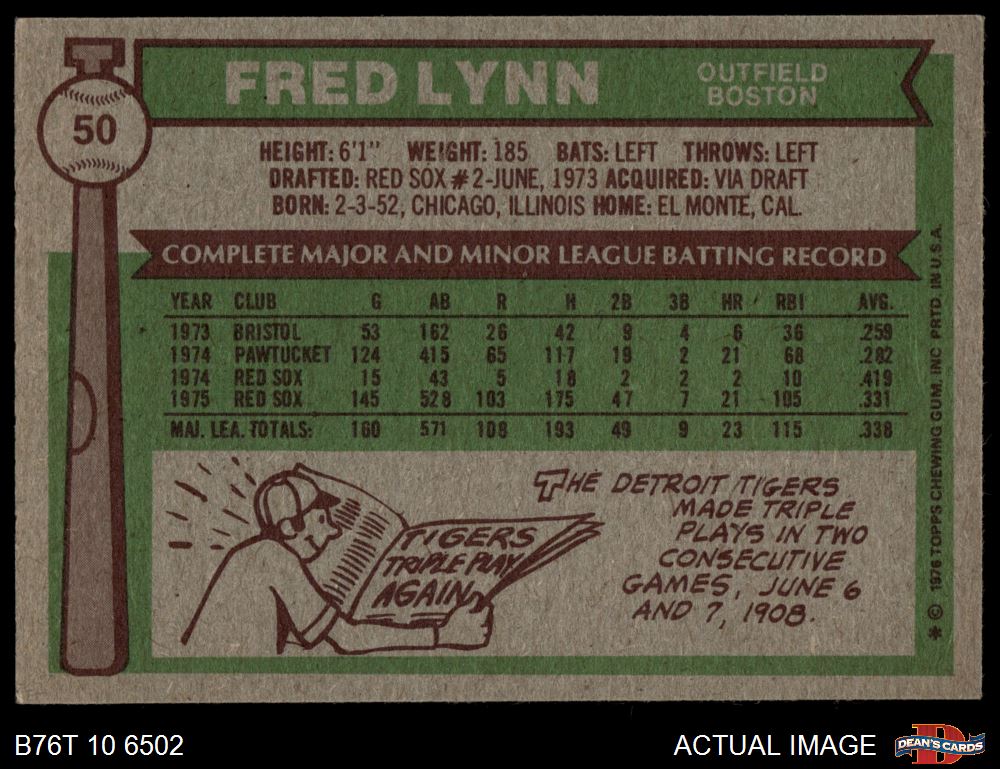 50
FRED LYNN
OUTFIELD
BOSTON
HEIGHT: 6'1" WEIGHT: 185 BATS: LEFT THROWS: LEFT
DRAFTED: RED SOX #2-JUNE, 1973 ACQUIRED: VIA DRAFT
BORN: 2-3-52, CHICAGO, ILLINOIS HOME: EL MONTE, CAL.
COMPLETE MAJOR AND MINOR LEAGUE BATTING RECORD
YEAR CLUB G AB R H 2B 3B HR RBI AVG.
1973 BRISTOL 53 162 26 42 9 4 6 36 .259
1974 PAWTUCKET 124 415 65 117 19 2 21 68 .282
1974 RED SOX 15 43 5 18 2 2 2 10 .419
1975 RED SOX 145 528 103 175 47 7 21 105 .331
MAJ. LEA. TOTALS: 160 571 108 193 49 9 23 115 .338
TIGERS
TRIPLE PLAY
AGAIN
THE DETROIT TIGERS
MADE TRIPLE
PLAYS IN TWO
CONSECUTIVE
GAMES, JUNE 6
AND 7, 1908.
* © 1976 TOPPS CHEWING GUM, INC PRTD. IN U.S.A.
B76T 10 6502
ACTUAL IMAGE
D
DEAN'S CARDS